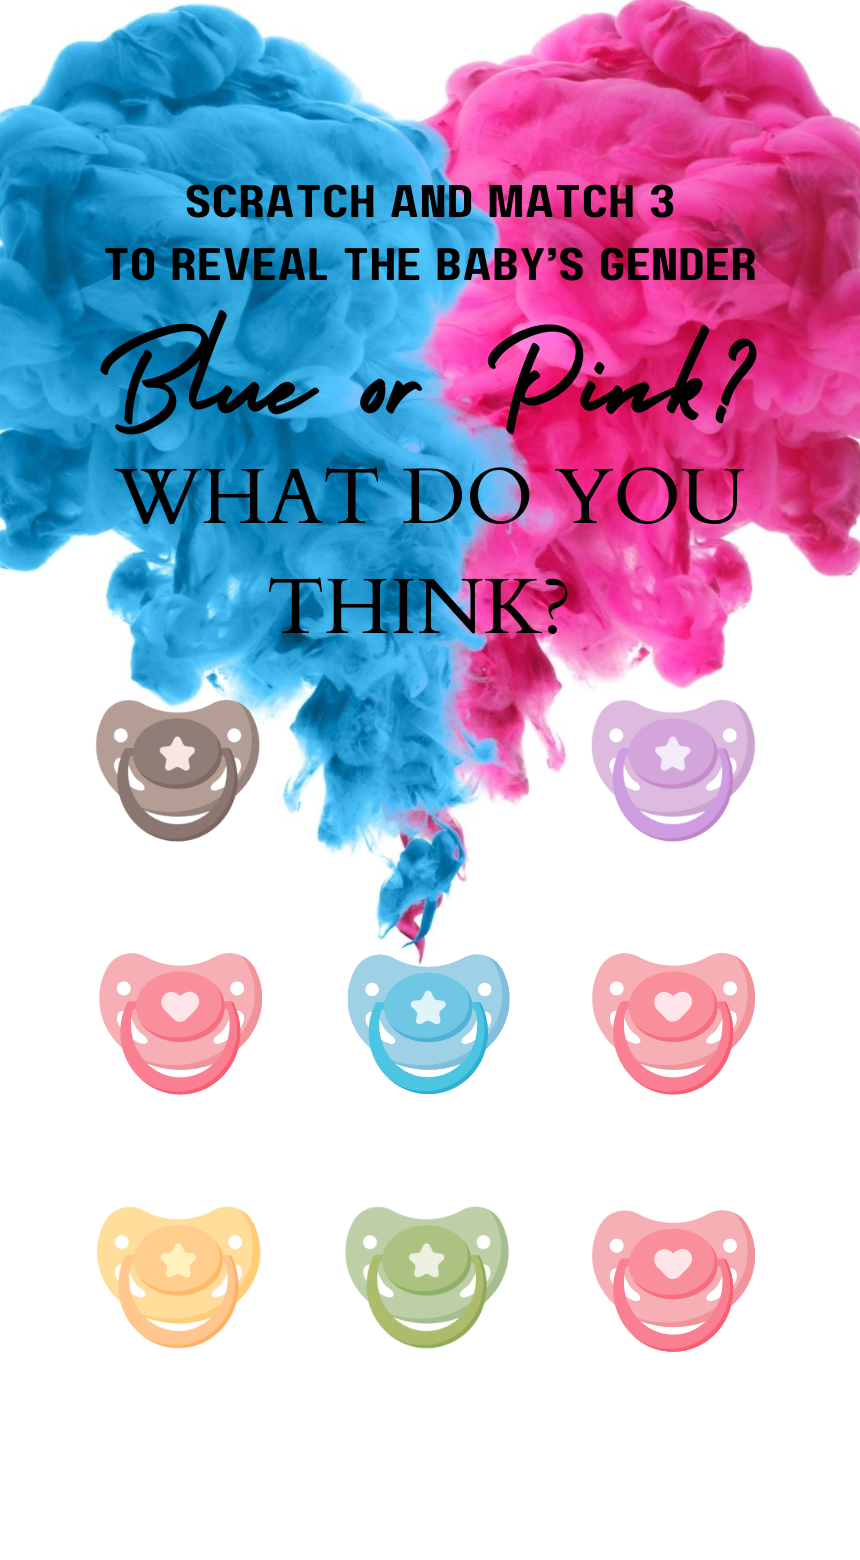 SCRATCH AND MATCH 3
TO REVEAL THE BABY’S GENDER
Blue or Pink?
WHAT DO YOU
THINK?